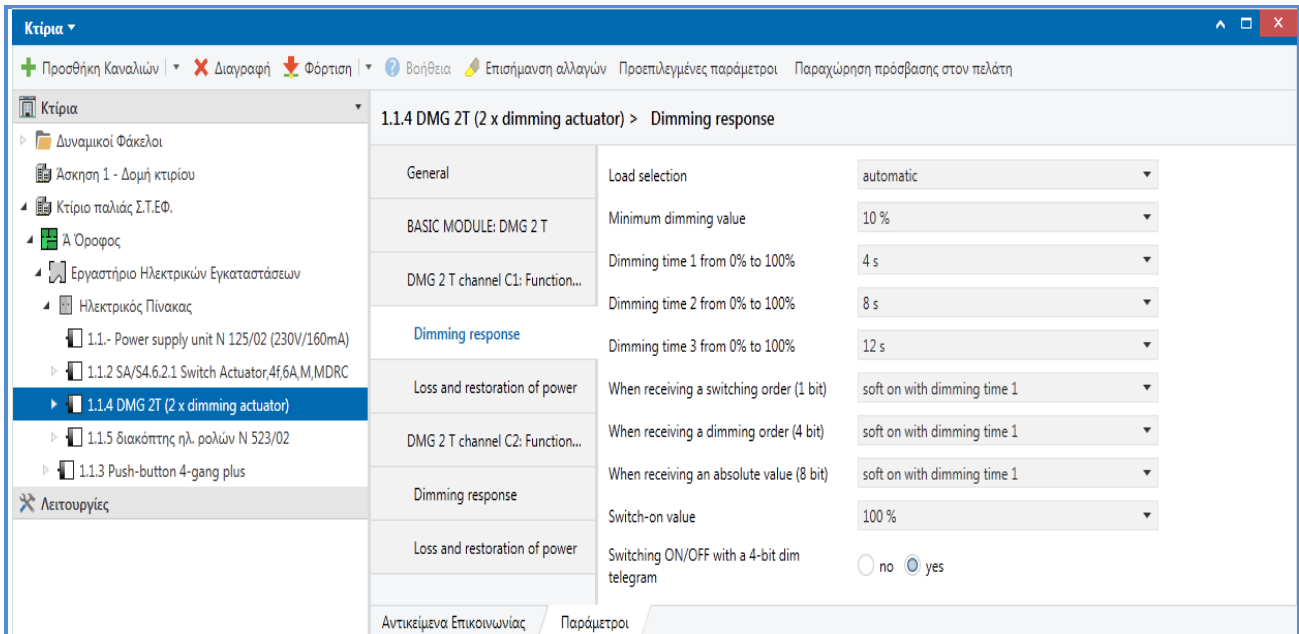 Κτίρια
Προσθήκη Καναλιών Διαγραφή Φόρτιση Βοήθεια Επισήμανση αλλαγών Προεπιλεγμένες παράμετροι Παραχώρηση πρόσβασης στον πελάτη
Κτίρια
Δυναμικοί Φάκελοι
Άσκηση 1 - Δομή κτιρίου
Κτίριο παλιάς Σ.Τ.ΕΦ.
Ά Όροφος
Εργαστήριο Ηλεκτρικών Εγκαταστάσεων
Ηλεκτρικός Πίνακας
1.1.- Power supply unit N 125/02 (230V/160mA)
1.1.2 SA/S4.6.2.1 Switch Actuator,4f,6A,M,MDRC
1.1.4 DMG 2T (2 x dimming actuator)
1.1.5 διακόπτης ηλ. ρολών N 523/02
1.1.3 Push-button 4-gang plus
Λειτουργίες
1.1.4 DMG 2T (2 x dimming actuator) > Dimming response
General
BASIC MODULE: DMG 2 T
DMG 2 T channel C1: Function...
Dimming response
Loss and restoration of power
DMG 2 T channel C2: Function...
Dimming response
Loss and restoration of power
Load selection automatic
Minimum dimming value 10 %
Dimming time 1 from 0% to 100% 4 s
Dimming time 2 from 0% to 100% 8 s
Dimming time 3 from 0% to 100% 12 s
When receiving a switching order (1 bit) soft on with dimming time 1
When receiving a dimming order (4 bit) soft on with dimming time 1
When receiving an absolute value (8 bit) soft on with dimming time 1
Switch-on value 100 %
Switching ON/OFF with a 4-bit dim
telegram no yes
Αντικείμενα Επικοινωνίας Παράμετροι